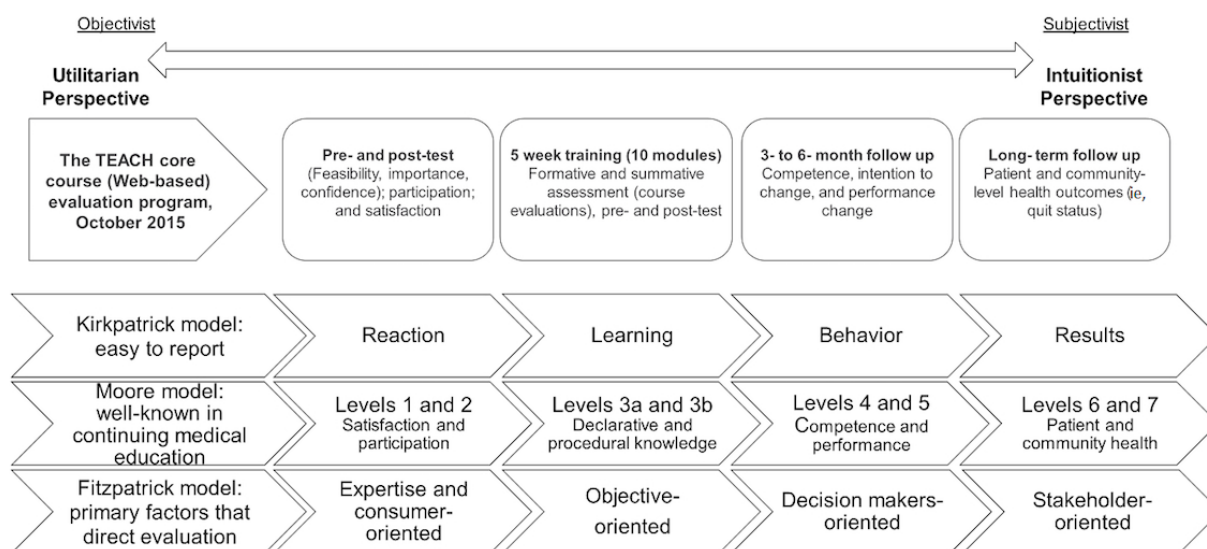 Objectivist
Subjectivist
Utilitarian
Perspective
Intuitionist
Perspective
The TEACH core
course (Web-based)
evaluation program,
October 2015
Pre- and post-test
(Feasibility, importance,
confidence); participation;
and satisfaction
5 week training (10 modules)
Formative and summative
assessment (course
evaluations), pre- and post-test
3- to 6- month follow up
Competence, intention to
change, and performance
change
Long- term follow up
Patient and community-
level health outcomes (ie,
quit status)
Kirkpatrick model:
easy to report
Reaction
Learning
Behavior
Results
Moore model:
well-known in
continuing medical
education
Levels 1 and 2
Satisfaction and
participation
Levels 3a and 3b
Declarative and
procedural knowledge
Levels 4 and 5
Competence and
performance
Levels 6 and 7
Patient and
community health
Fitzpatrick model:
primary factors that
direct evaluation
Expertise and
consumer-
oriented
Objective-
oriented
Decision makers-
oriented
Stakeholder-
oriented